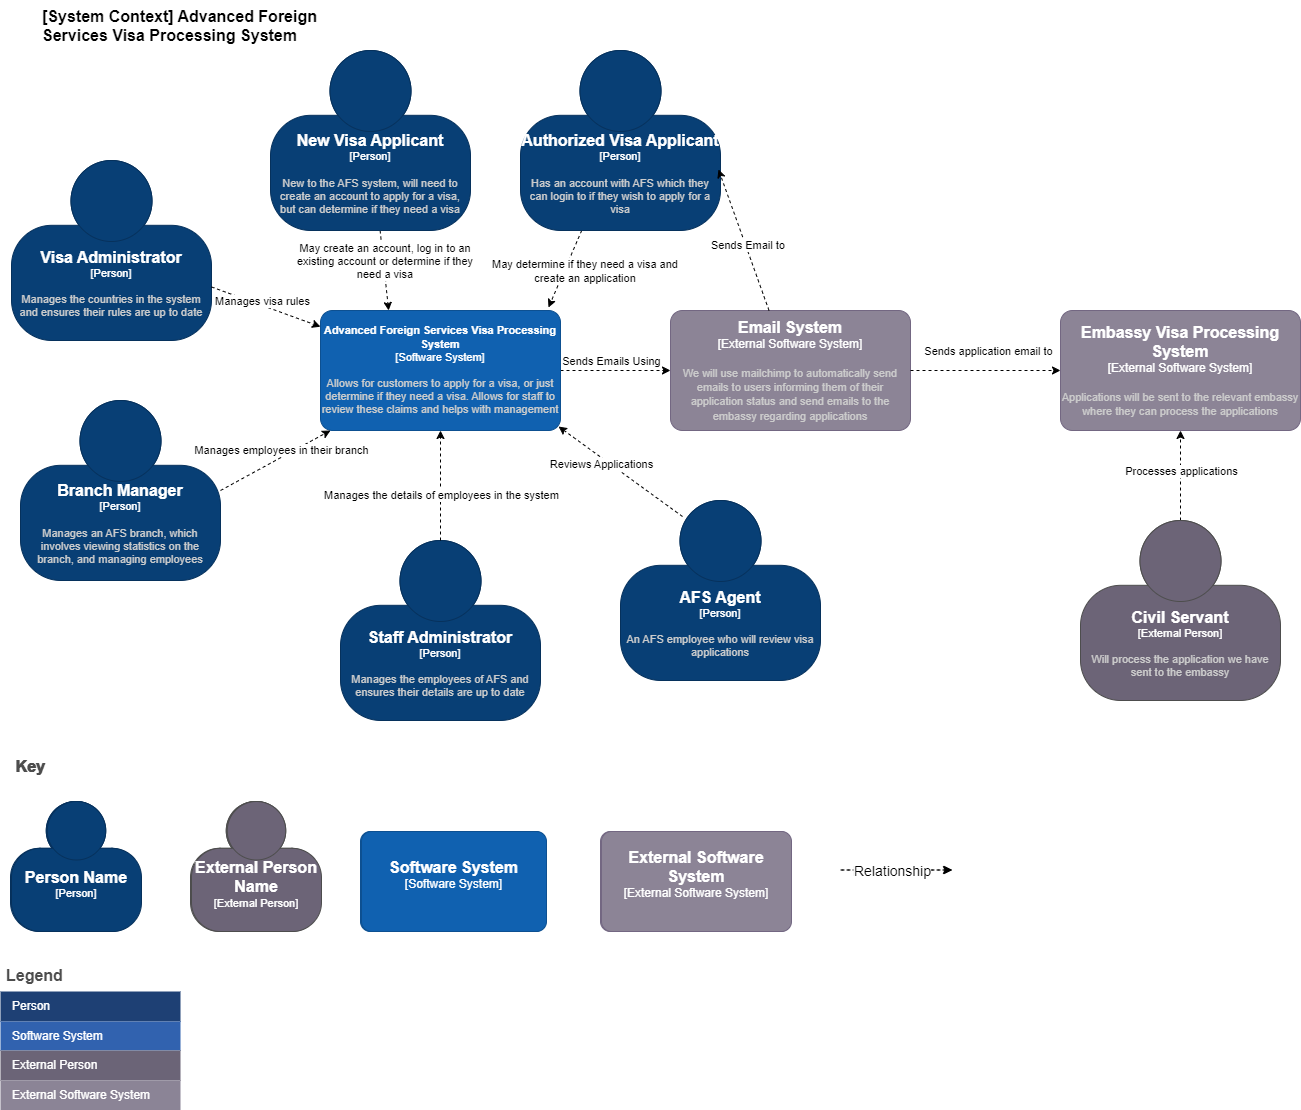 [System Context] Advanced Foreign
Services Visa Processing System
New Visa Applicant
[Person]
New to the AFS system, will need to
create an account to apply for a visa,
but can determine if they need a visa
Authorized Visa Applicant
[Person]
Has an account with AFS which they
can login to if they wish to apply for a
visa
Visa Administrator
[Person]
Manages the countries in the system
and ensures their rules are up to date
May create an account, log in to an
existing account or determine if they
need a visa
May determine if they need a visa and
create an application
Sends Email to
Manages visa rules
Advanced Foreign Services Visa Processing
System
[Software System]
Allows for customers to apply for a visa, or just
determine if they need a visa. Allows for staff to
review these claims and helps with management
Sends Emails Using
Email System
[External Software System]
We will use mailchimp to automatically send
emails to users informing them of their
application status and send emails to the
embassy regarding applications
Sends application email to
Embassy Visa Processing
System
[External Software System]
Applications will be sent to the relevant embassy
where they can process the applications
Manages employees in their branch
Reviews Applications
Processes applications
Manages the details of employees in the system
Branch Manager
[Person]
Manages an AFS branch, which
involves viewing statistics on the
branch, and managing employees
Staff Administrator
[Person]
Manages the employees of AFS and
ensures their details are up to date
AFS Agent
[Person]
An AFS employee who will review visa
applications
Civil Servant
[External Person]
Will process the application we have
sent to the embassy
Key
Person Name
[Person]
External Person
Name
[External Person]
Software System
[Software System]
External Software
System
[External Software System]
Relationship
Legend
Person
Software System
External Person
External Software System